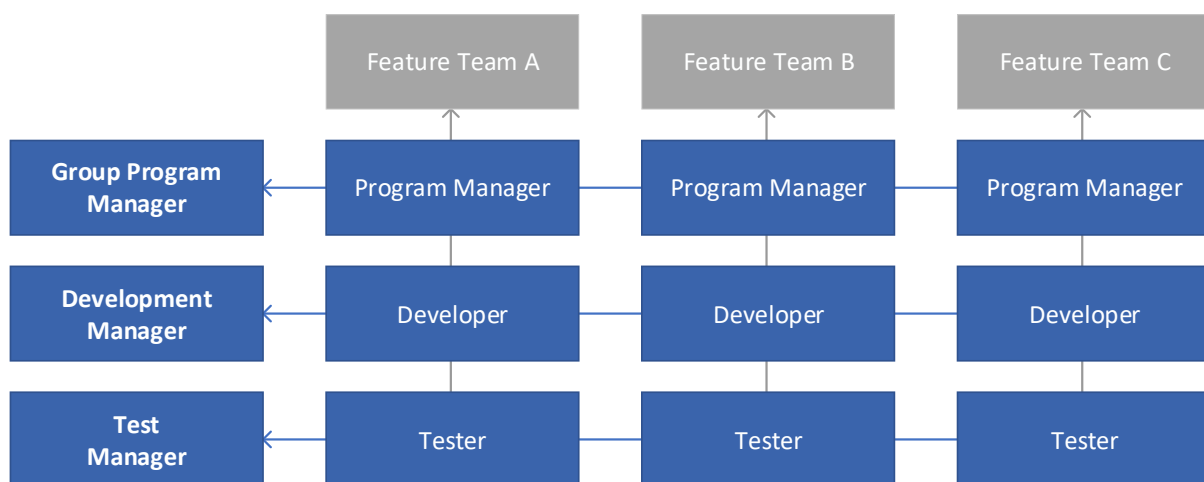 Feature Team A
Feature Team B
Feature Team C
Group Program
Manager
Program Manager
Program Manager
Program Manager
Development
Manager
Developer
Developer
Developer
Test
Manager
Tester
Tester
Tester